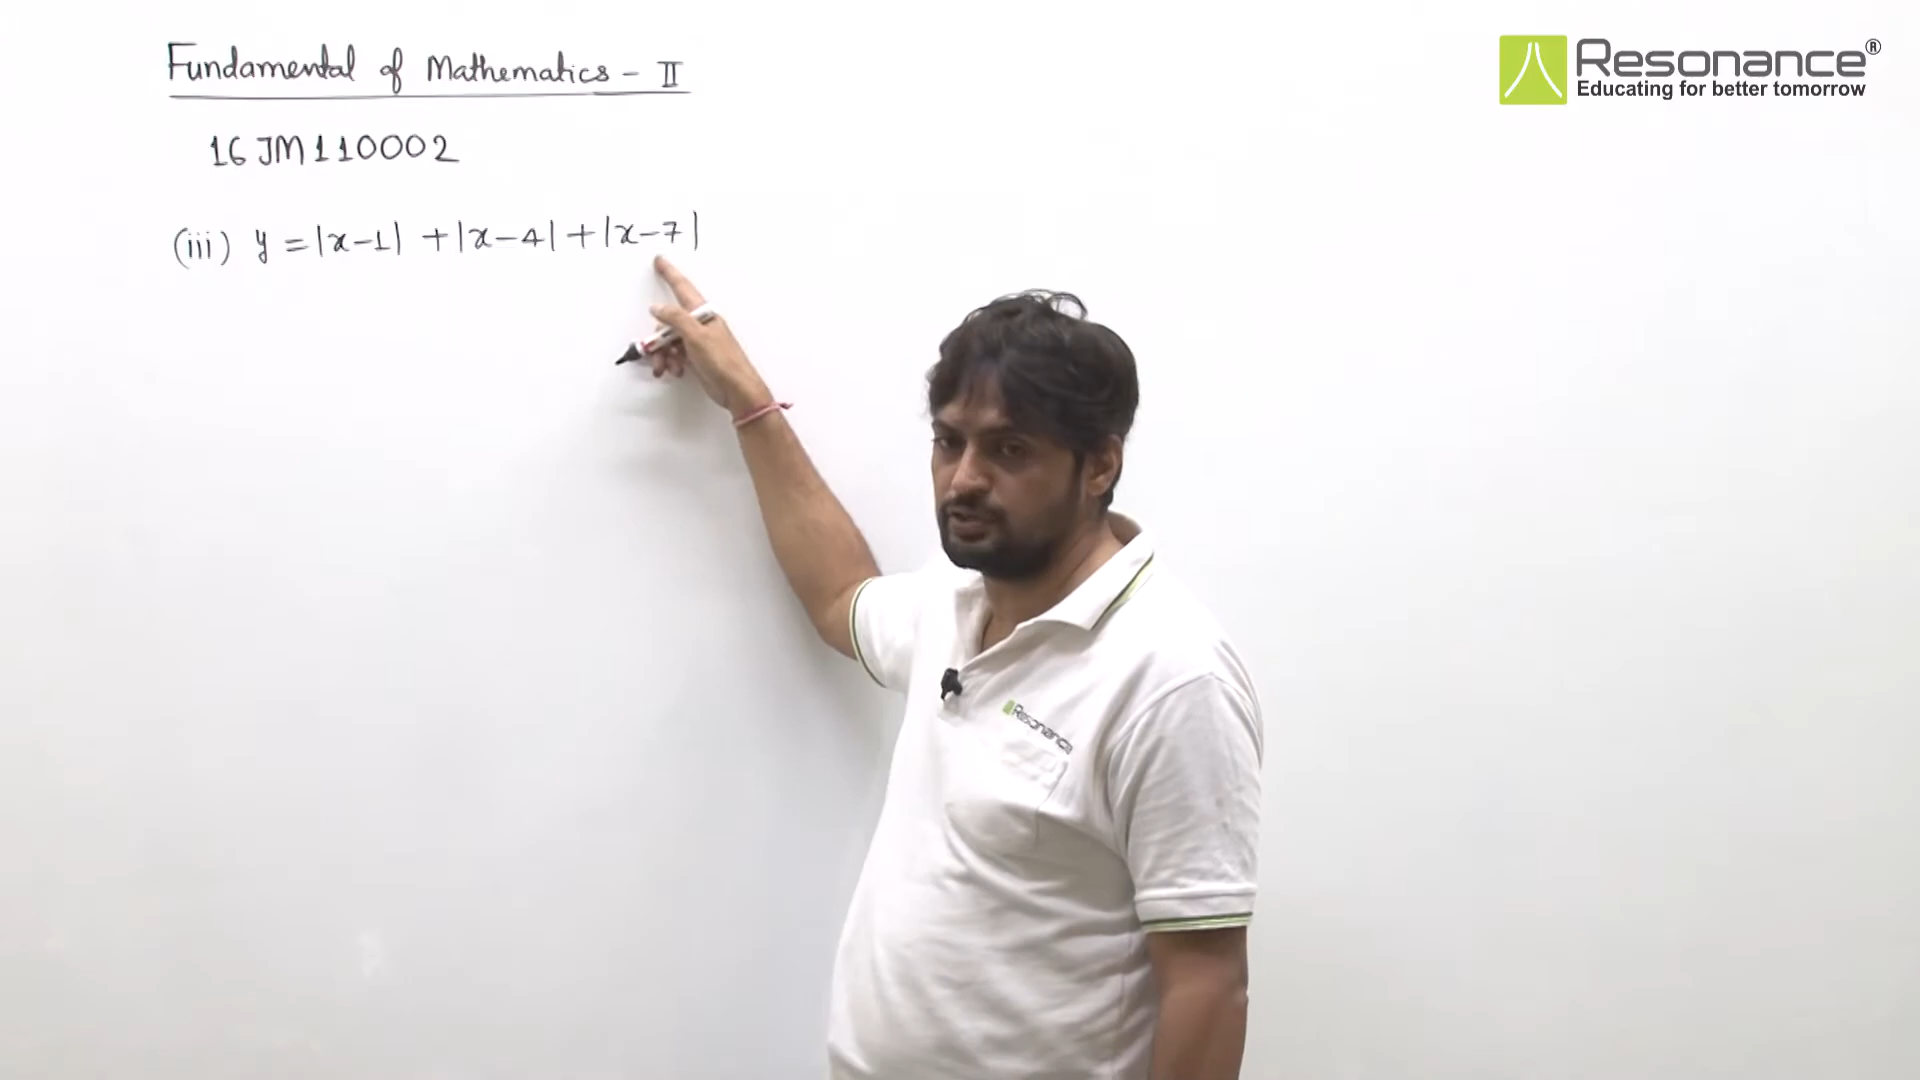 Fundamental of Mathematics - II
16JM110002
(iii) y = |x-1| + |x-4| + |x-7|
Resonance®
Educating for better tomorrow
Resonance